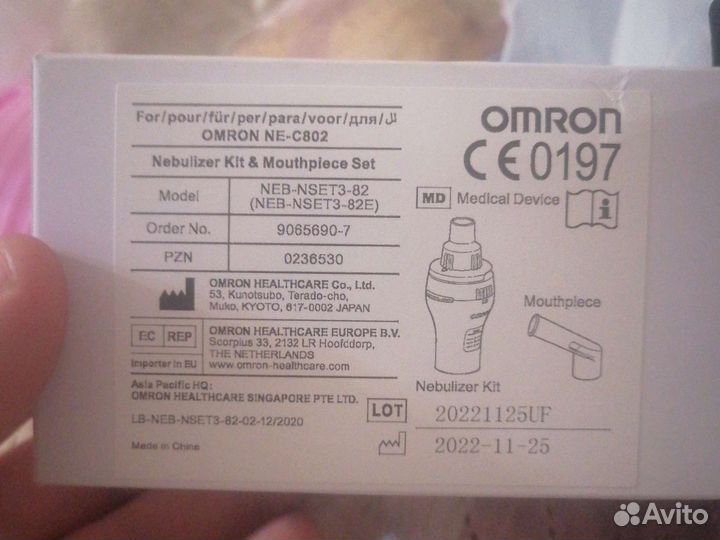 For/pour/für/per/para/voor/для/لل
OMRON NE-C802
Nebulizer Kit & Mouthpiece Set
Model
NEB-NSET3-82
(NEB-NSET3-82E)
Order No.
9065690-7
PZN
0236530
OMRON HEALTHCARE Co., Ltd.
53, Kunotsubo, Terado-cho,
Muko, KYOTO, 617-0002 JAPAN
EC REP
Importer in EU
OMRON HEALTHCARE EUROPE B.V.
Scorpius 33, 2132 LR Hoofddorp,
THE NETHERLANDS
www.omron-healthcare.com
Asia Pacific HQ:
OMRON HEALTHCARE SINGAPORE PTE LTD.
LB-NEB-NSET3-82-02-12/2020
Made in China
OMRON
CE0197
MD Medical Device
Mouthpiece
Nebulizer Kit
LOT 20221125UF
2022-11-25
Avito